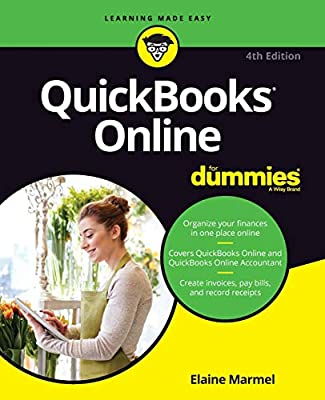 LEARNING MADE EASY
4th Edition
QuickBooks®
Online
for
dummies®
A Wiley Brand
Organize your finances
in one place online
Covers QuickBooks Online and
QuickBooks Online Accountant
Create invoices, pay bills,
and record receipts
Elaine Marmel